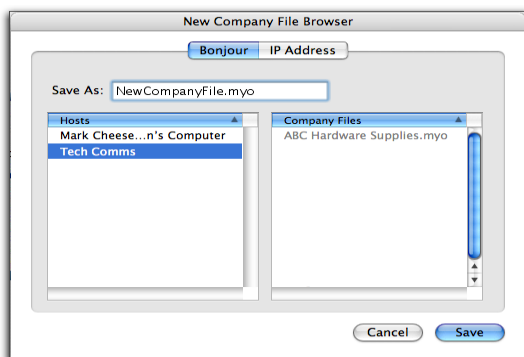 New Company File Browser
Bonjour IP Address
Save As: NewCompanyFile.myo
Hosts Company Files
Mark Cheese...n's Computer ABC Hardware Supplies.myo
Tech Comms
Cancel Save